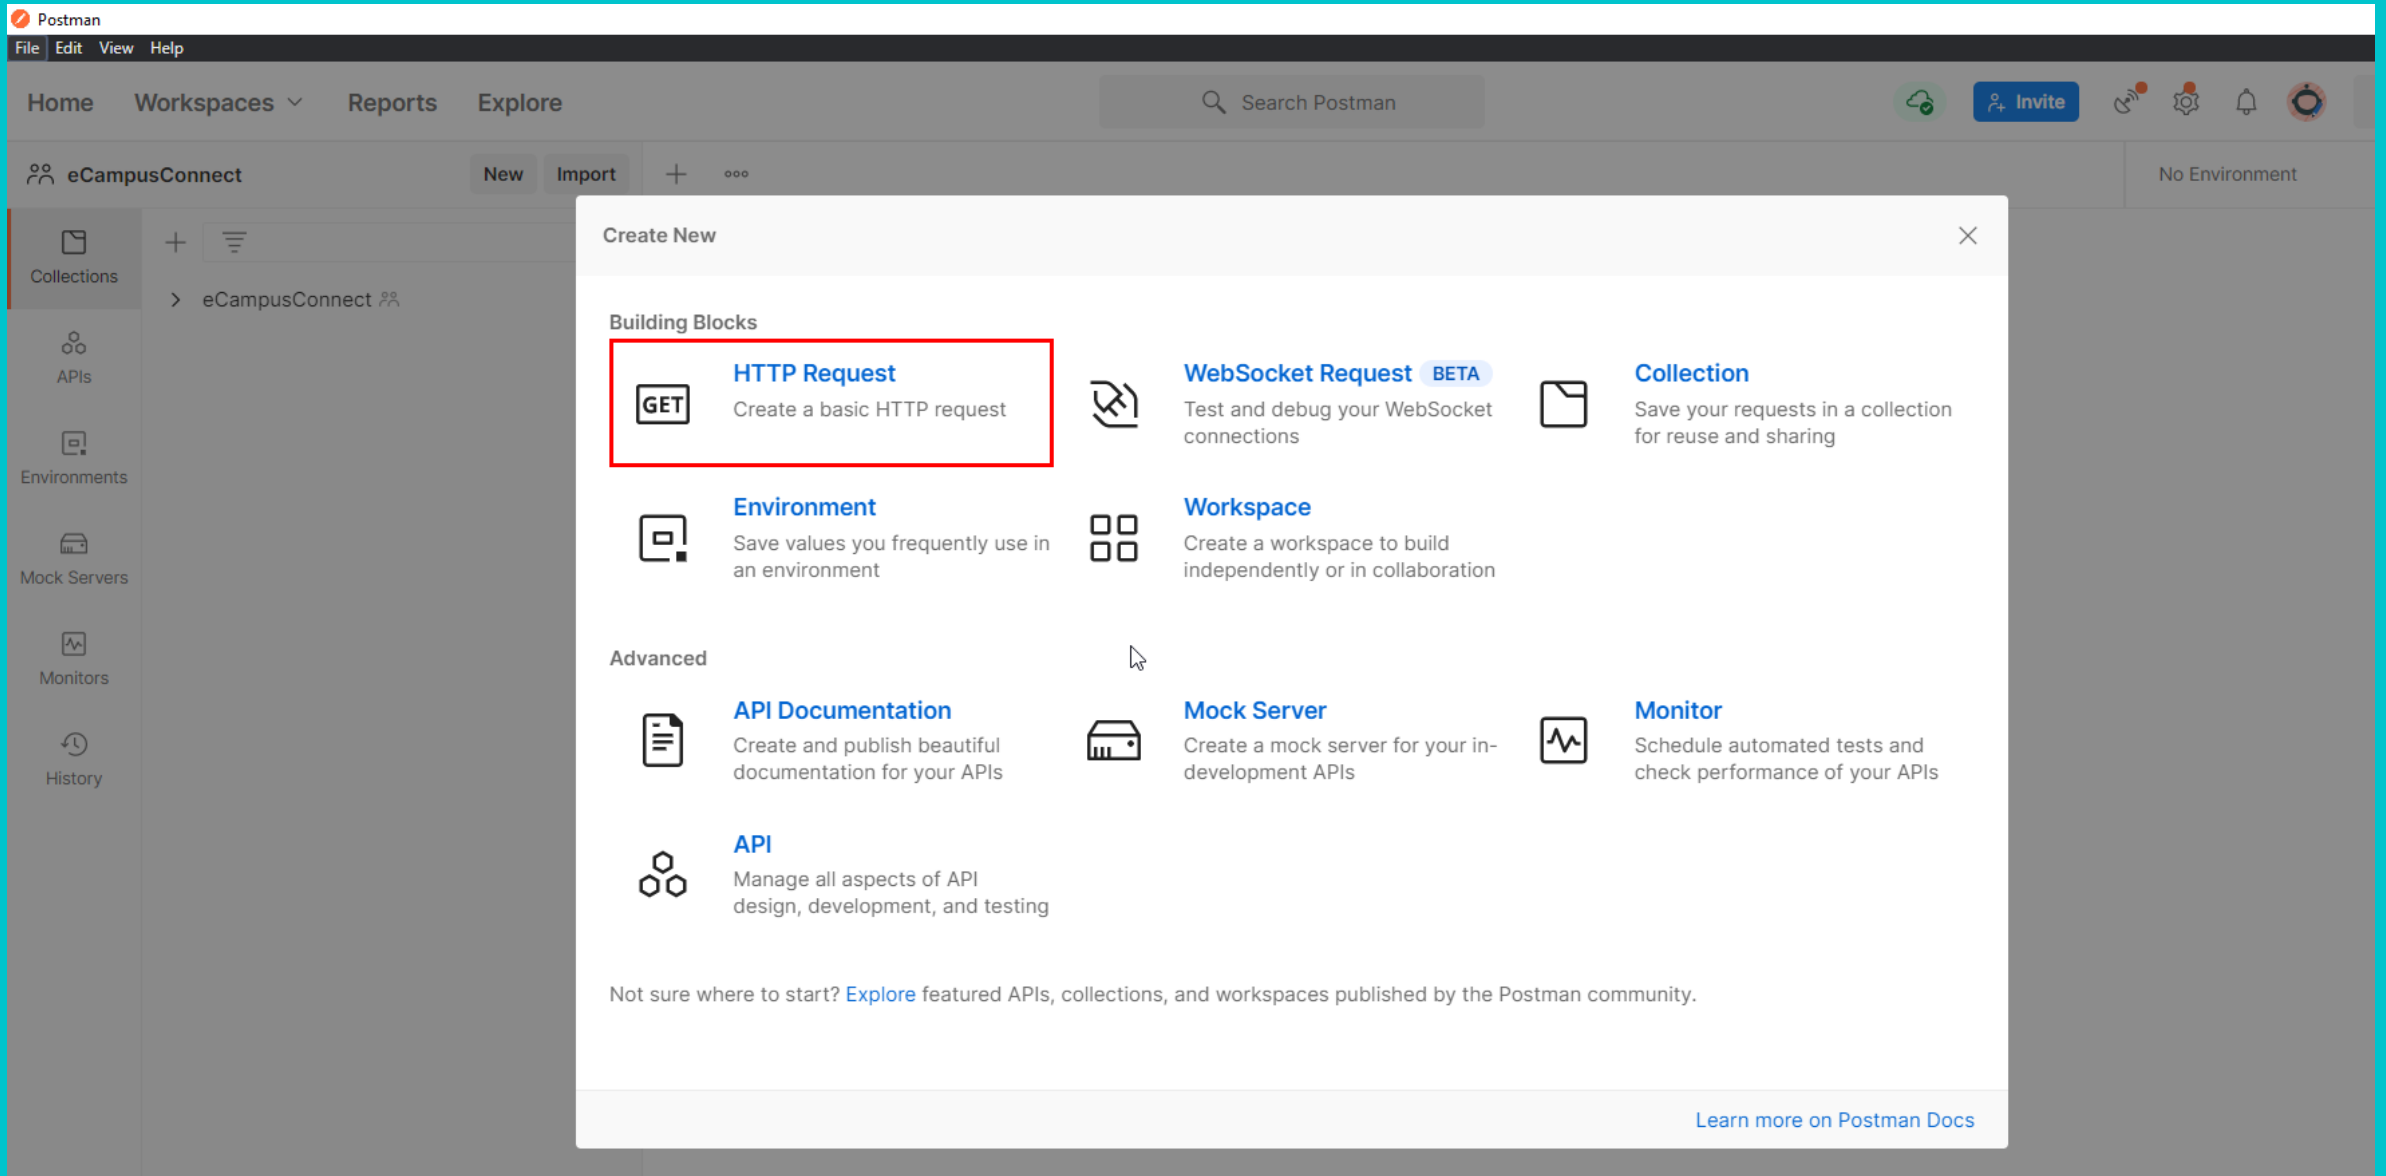 Postman
File Edit View Help
Home Workspaces Reports Explore Search Postman Invite
eCampusConnect New Import No Environment
Collections
eCampusConnect
APIs
Environments
Mock Servers
Monitors
History
Create New
Building Blocks
GET
HTTP Request
Create a basic HTTP request
WebSocket Request BETA
Test and debug your WebSocket
connections
Collection
Save your requests in a collection
for reuse and sharing
Environment
Save values you frequently use in
an environment
Workspace
Create a workspace to build
independently or in collaboration
Advanced
API Documentation
Create and publish beautiful
documentation for your APIs
Mock Server
Create a mock server for your in-
development APIs
Monitor
Schedule automated tests and
check performance of your APIs
API
Manage all aspects of API
design, development, and testing
Not sure where to start? Explore featured APIs, collections, and workspaces published by the Postman community.
Learn more on Postman Docs